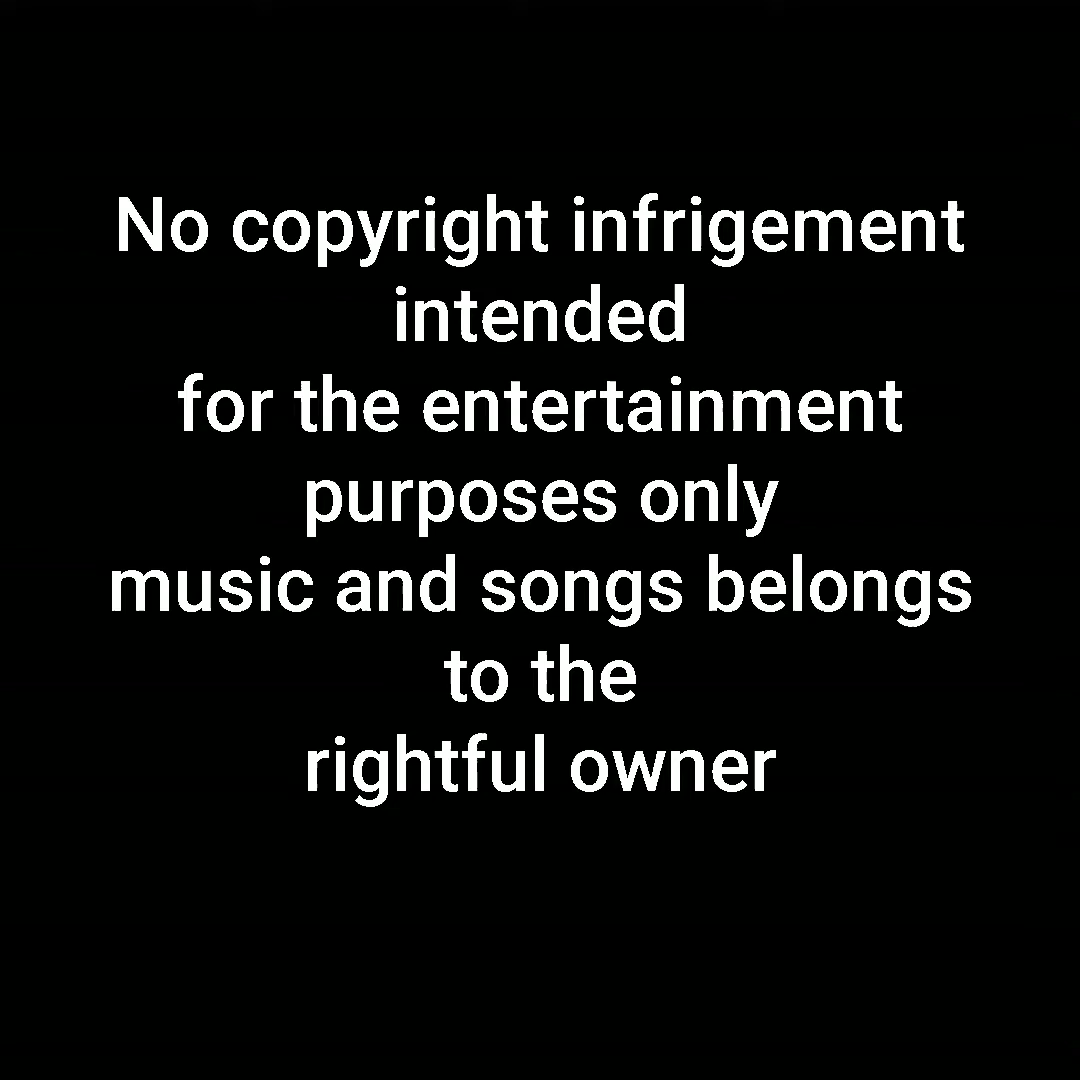 No copyright infrigement
intended
for the entertainment
purposes only
music and songs belongs
to the
rightful owner